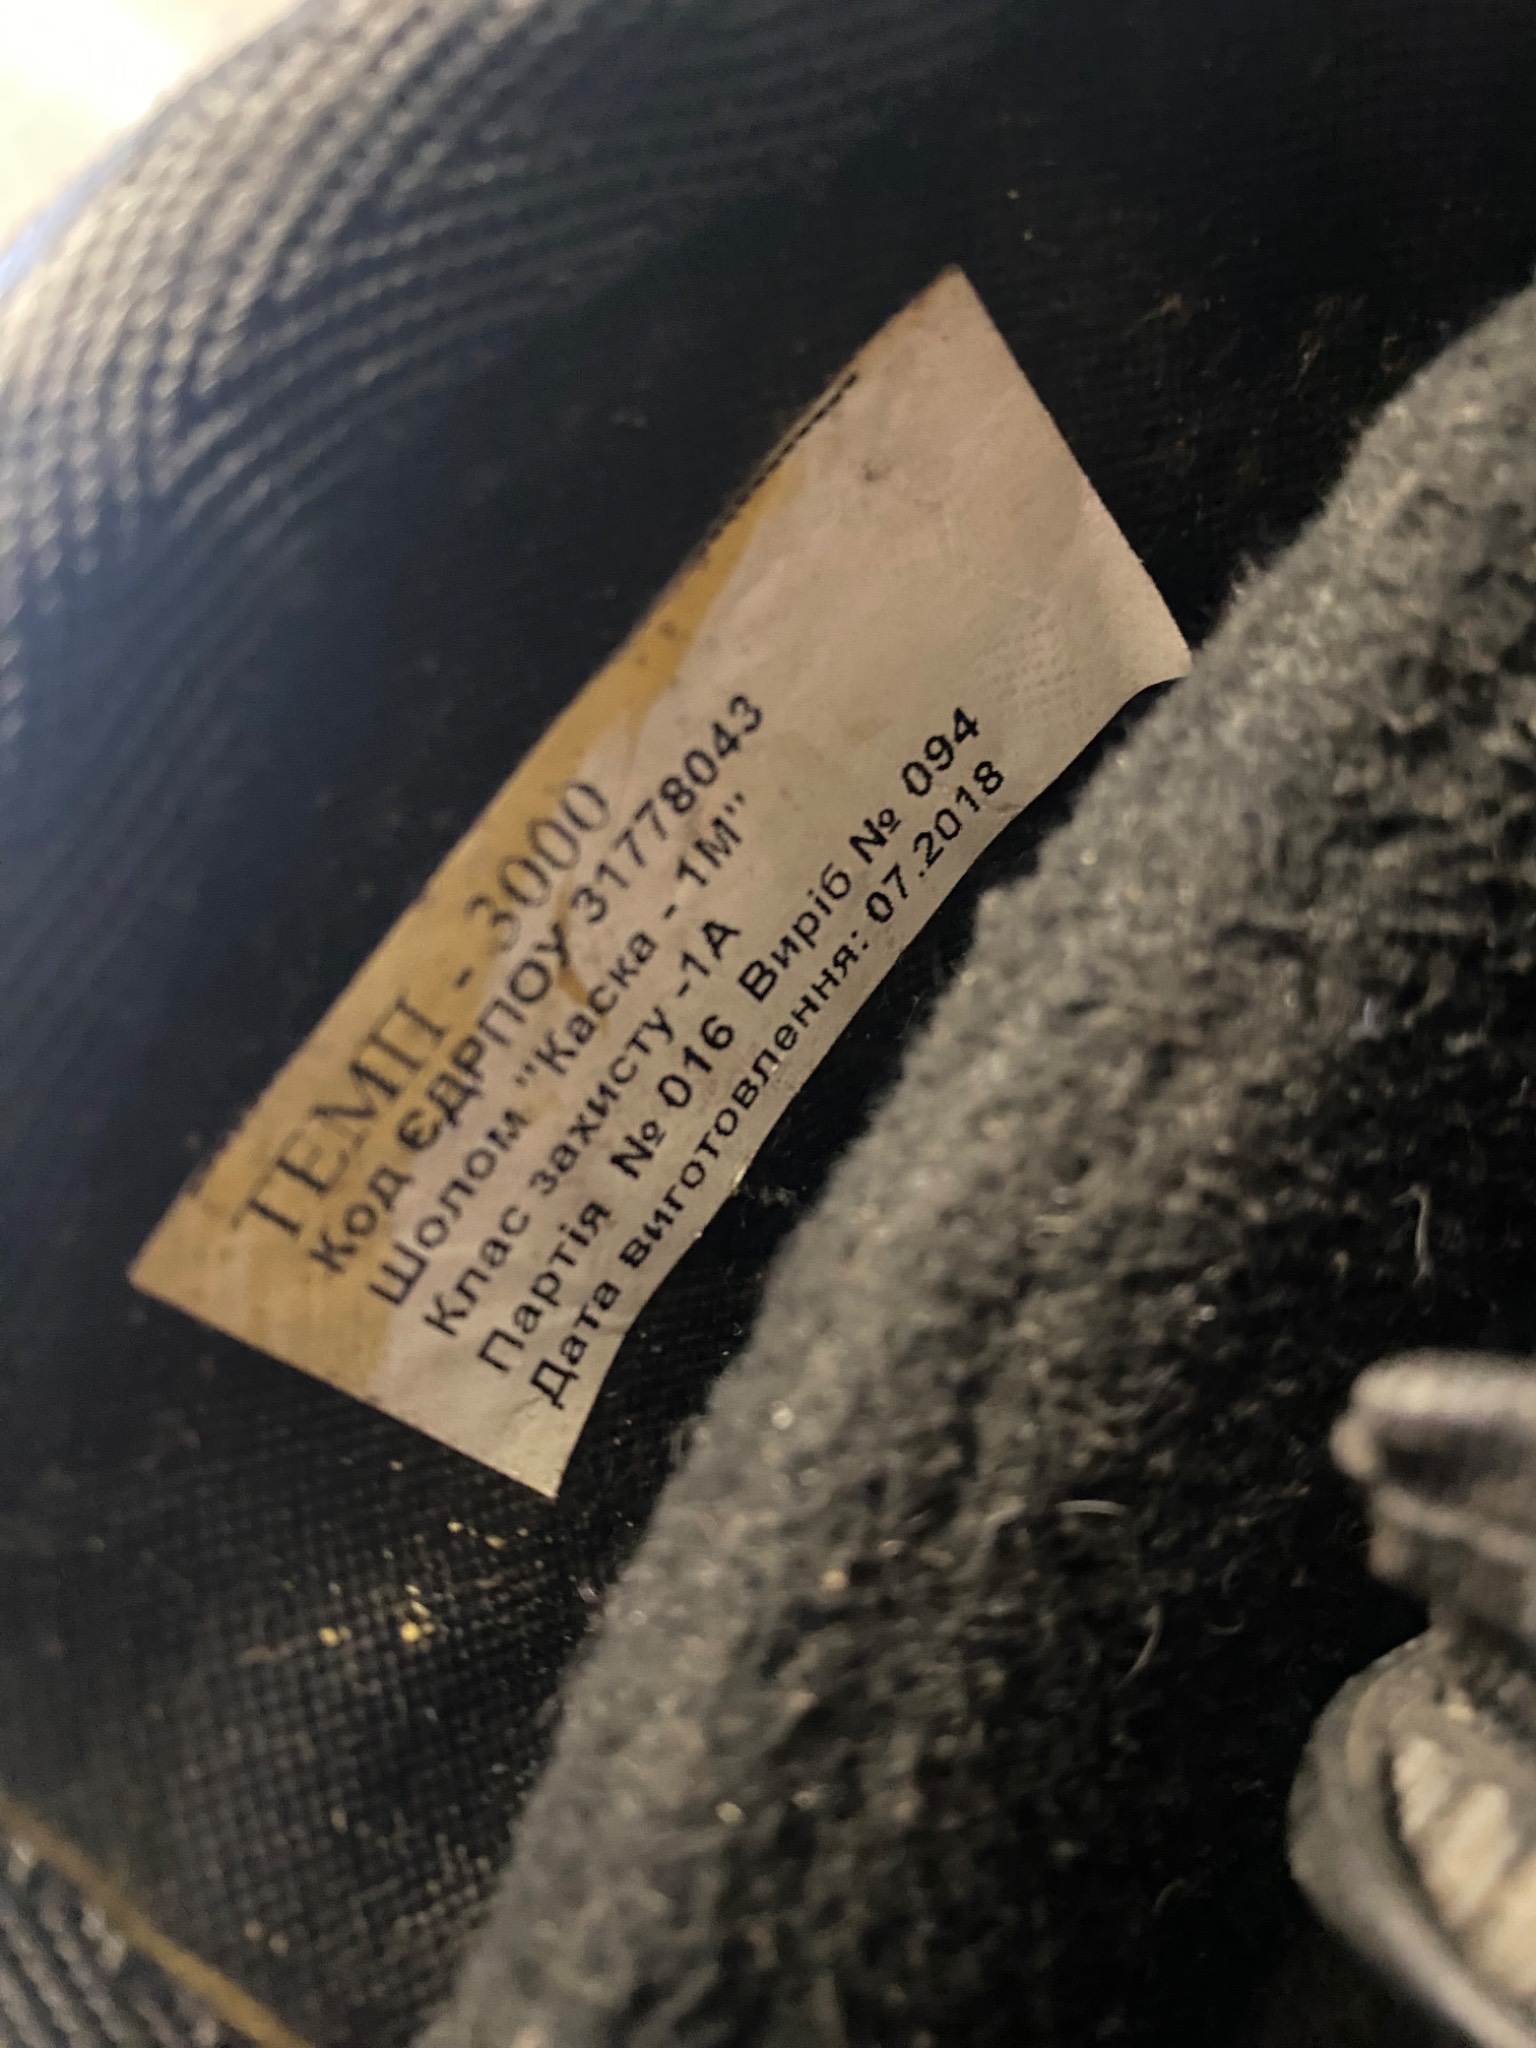 ТЕМП - 3000
Код ЄДРПОУ 31778043
Шолом "Каска - 1М"
Клас захисту -1А
Партія № 016 Виріб № 094
Дата виготовлення: 07.2018